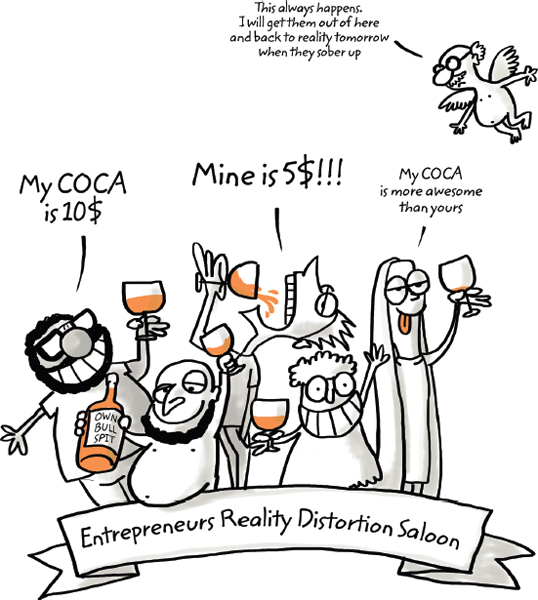 This always happens.
I will get them out of here
and back to reality tomorrow
when they sober up
My COCA
is 10$
Mine is 5$!!!
My COCA
is more awesome
than yours
OWN
BULL
SPIT
Entrepreneurs Reality Distortion Saloon